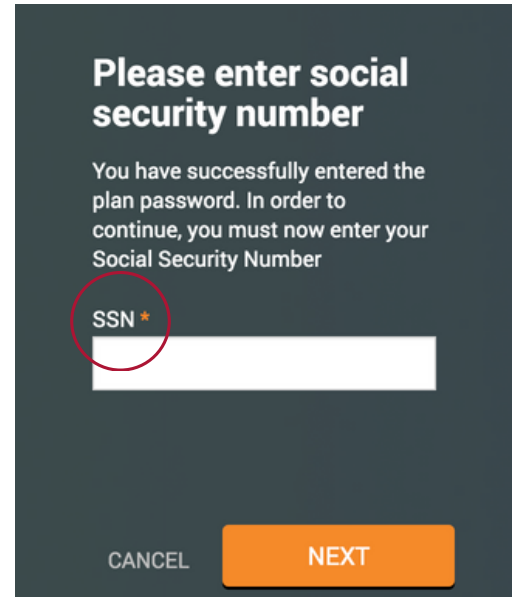 Please enter social
security number
You have successfully entered the
plan password. In order to
continue, you must now enter your
Social Security Number
SSN *
CANCEL
NEXT